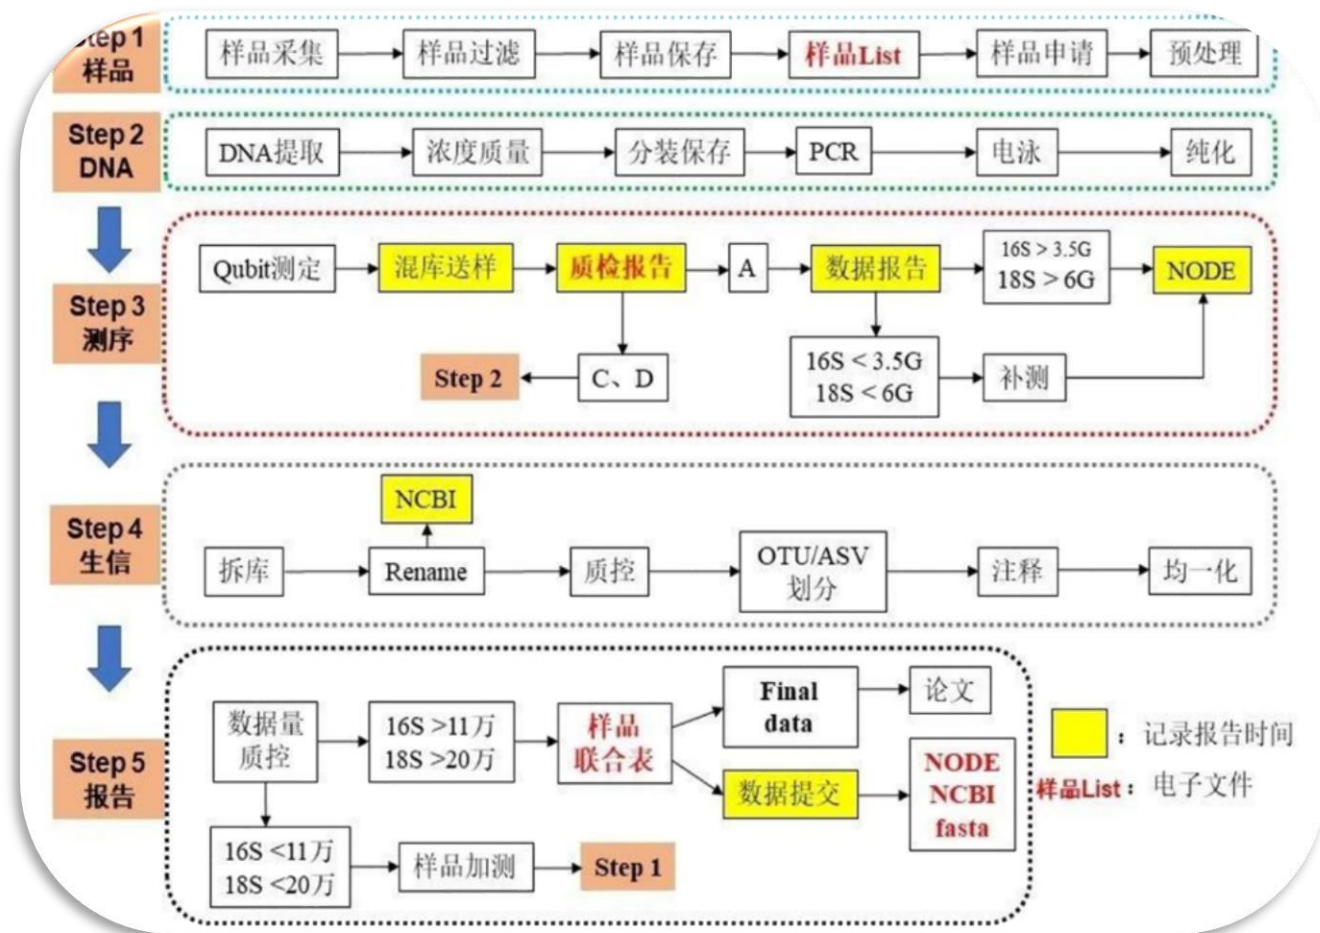 Step 1
样品
样品采集
样品过滤
样品保存
样品List
样品申请
预处理
Step 2
DNA
DNA提取
浓度质量
分装保存
PCR
电泳
纯化
Step 3
测序
Qubit测定
混库送样
质检报告
A
数据报告
16S > 3.5G
18S > 6G
NODE
Step 2
C、D
16S < 3.5G
18S < 6G
补测
Step 4
生信
NCBI
拆库
Rename
质控
OTU/ASV
划分
注释
均一化
Step 5
报告
数据量
质控
16S >11万
18S >20万
样品
联合表
Final
data
论文
数据提交
NODE
NCBI
fasta
16S <11万
18S <20万
样品加测
Step 1
：记录报告时间
样品List：电子文件